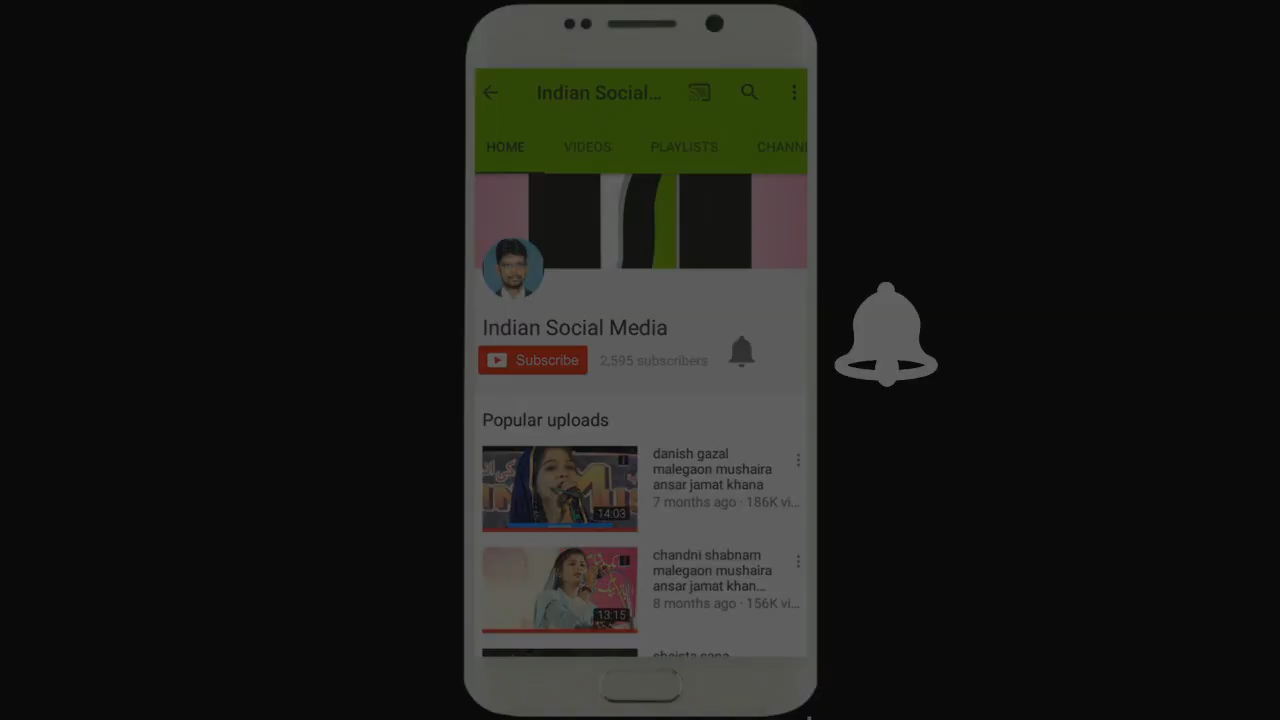 Indian Social...
HOME VIDEOS PLAYLISTS CHANN
Indian Social Media
Subscribe 2,595 subscribers
Popular uploads
danish gazal
malegaon mushaira
ansar jamat khana
7 months ago · 186K vi...
14:03
chandni shabnam
malegaon mushaira
ansar jamat khan...
8 months ago · 156K vi...
13:15